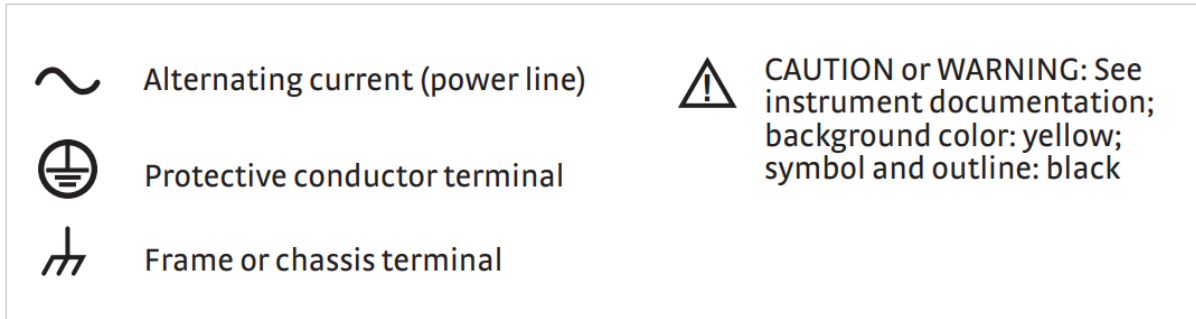 Alternating current (power line)
Protective conductor terminal
Frame or chassis terminal
CAUTION or WARNING: See
instrument documentation;
background color: yellow;
symbol and outline: black